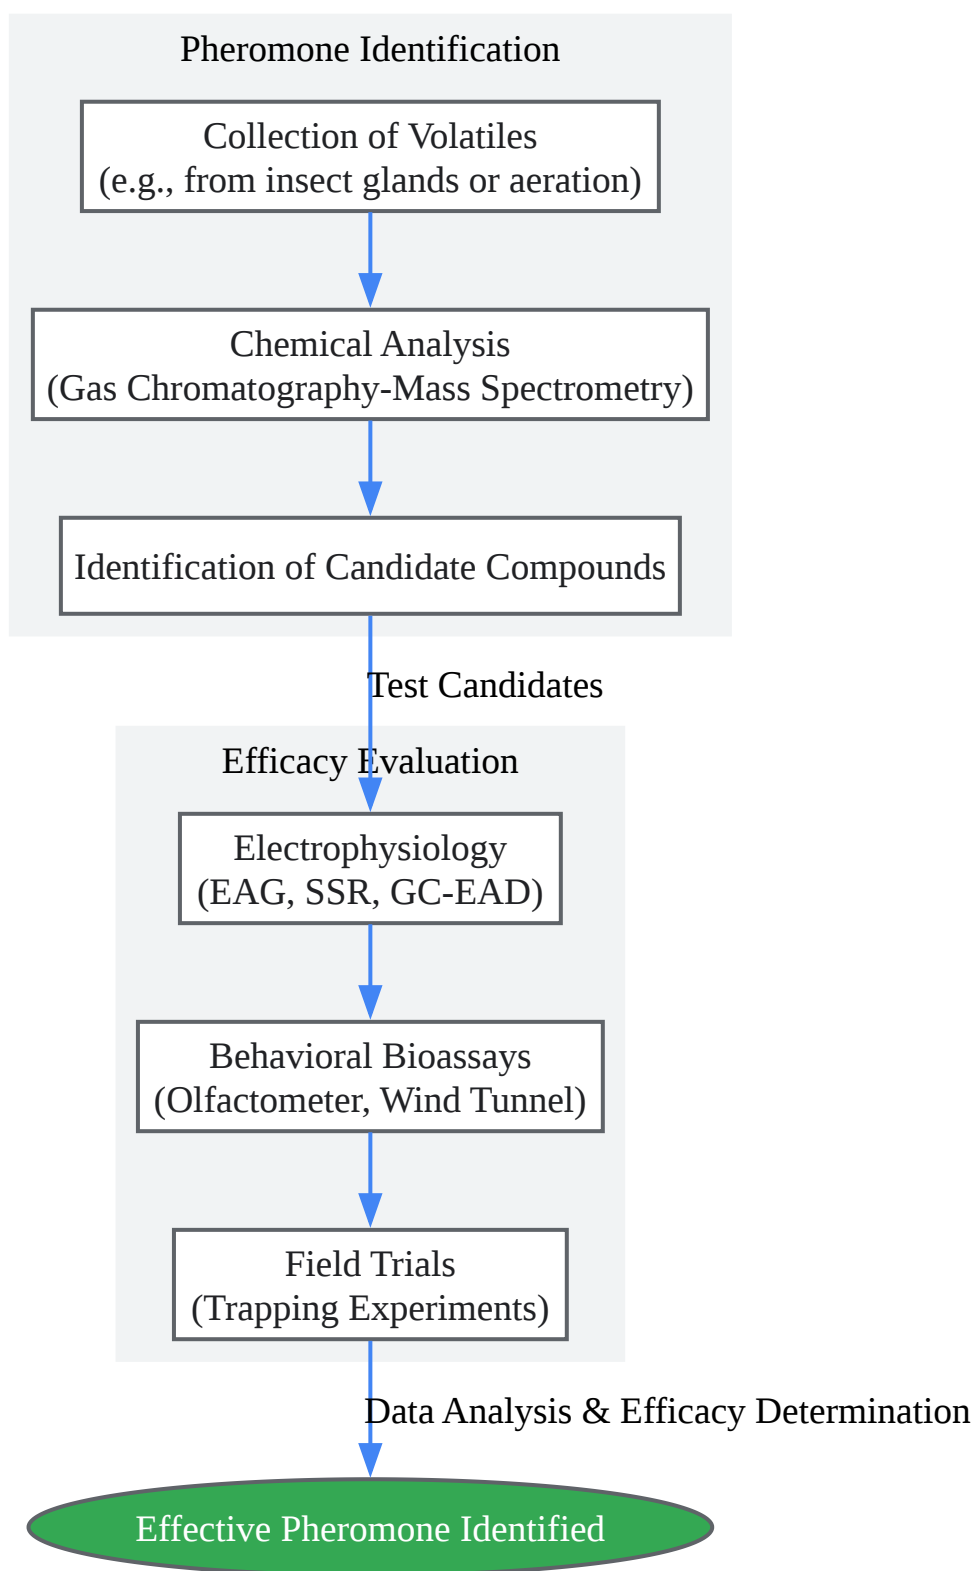 Pheromone Identification
Collection of Volatiles
(e.g., from insect glands or aeration)
Chemical Analysis
(Gas Chromatography-Mass Spectrometry)
Identification of Candidate Compounds
Test Candidates
Efficacy Evaluation
Electrophysiology
(EAG, SSR, GC-EAD)
Behavioral Bioassays
(Olfactometer, Wind Tunnel)
Field Trials
(Trapping Experiments)
Data Analysis & Efficacy Determination
Effective Pheromone Identified